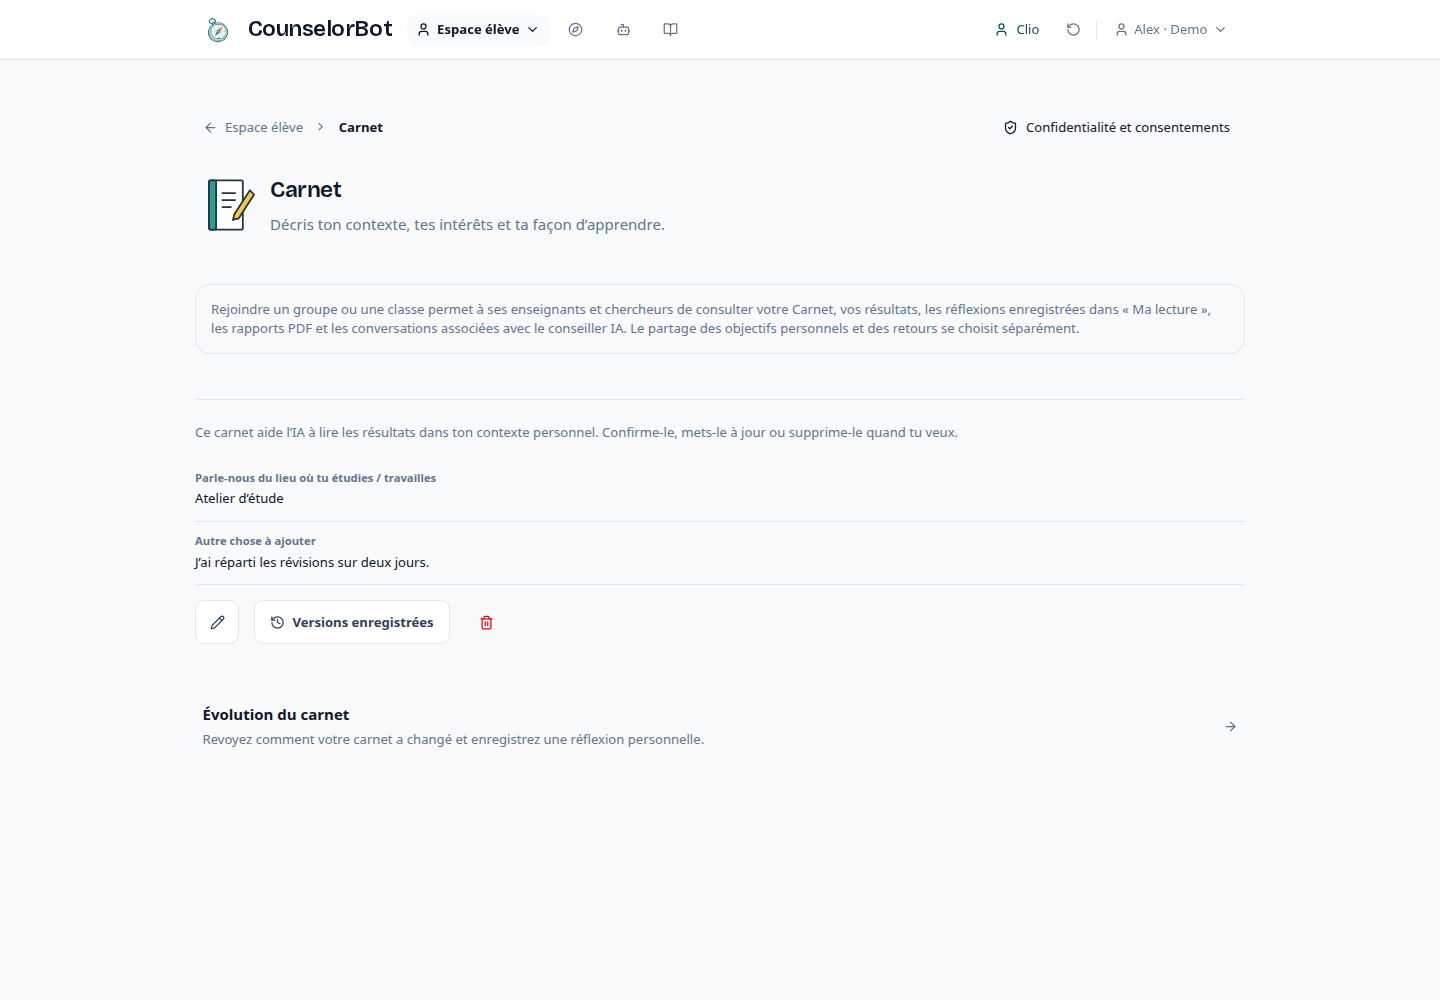 CounselorBot
Espace élève
Clio
Alex · Demo
Espace élève
Carnet
Confidentialité et consentements
Carnet
Décris ton contexte, tes intérêts et ta façon d’apprendre.
Rejoindre un groupe ou une classe permet à ses enseignants et chercheurs de consulter votre Carnet, vos résultats, les réflexions enregistrées dans « Ma lecture »,
les rapports PDF et les conversations associées avec le conseiller IA. Le partage des objectifs personnels et des retours se choisit séparément.
Ce carnet aide l’IA à lire les résultats dans ton contexte personnel. Confirme-le, mets-le à jour ou supprime-le quand tu veux.
Parle-nous du lieu où tu étudies / travailles
Atelier d’étude
Autre chose à ajouter
J’ai réparti les révisions sur deux jours.
Versions enregistrées
Évolution du carnet
Revoyez comment votre carnet a changé et enregistrez une réflexion personnelle.